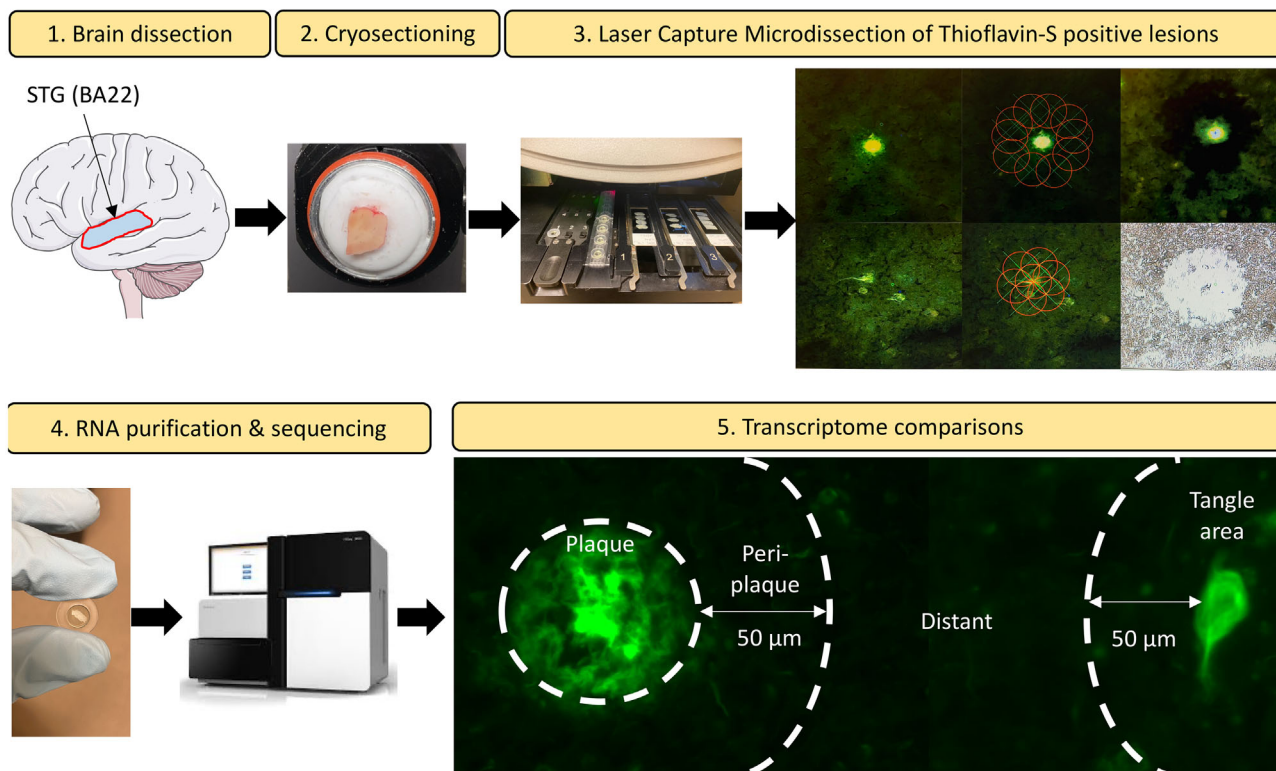 1. Brain dissection
2. Cryosectioning
3. Laser Capture Microdissection of Thioflavin-S positive lesions
STG (BA22)
1
2
3
4. RNA purification & sequencing
5. Transcriptome comparisons
Plaque
Peri-
plaque
50 µm
Distant
Tangle
area
50 µm